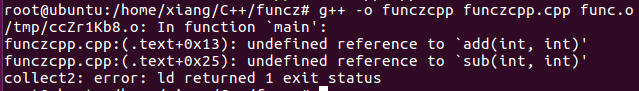 root@ubuntu:/home/xiang/C++/funcz# g++ -o funczcpp funczcpp.cpp func.o
/tmp/ccZr1Kb8.o: In function `main':
funczcpp.cpp:(.text+0x13): undefined reference to `add(int, int)'
funczcpp.cpp:(.text+0x25): undefined reference to `sub(int, int)'
collect2: error: ld returned 1 exit status